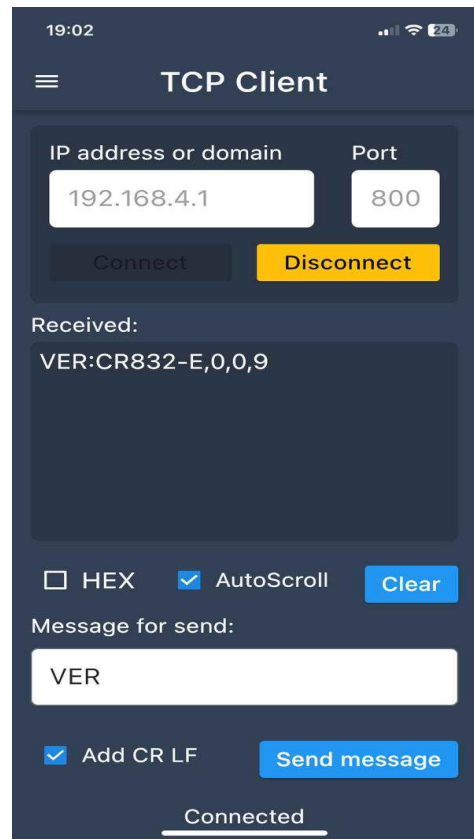 19:02 24
TCP Client
IP address or domain Port
192.168.4.1 800
Connect Disconnect
Received:
VER:CR832-E,0,0,9
HEX AutoScroll Clear
Message for send:
VER
Add CR LF Send message
Connected